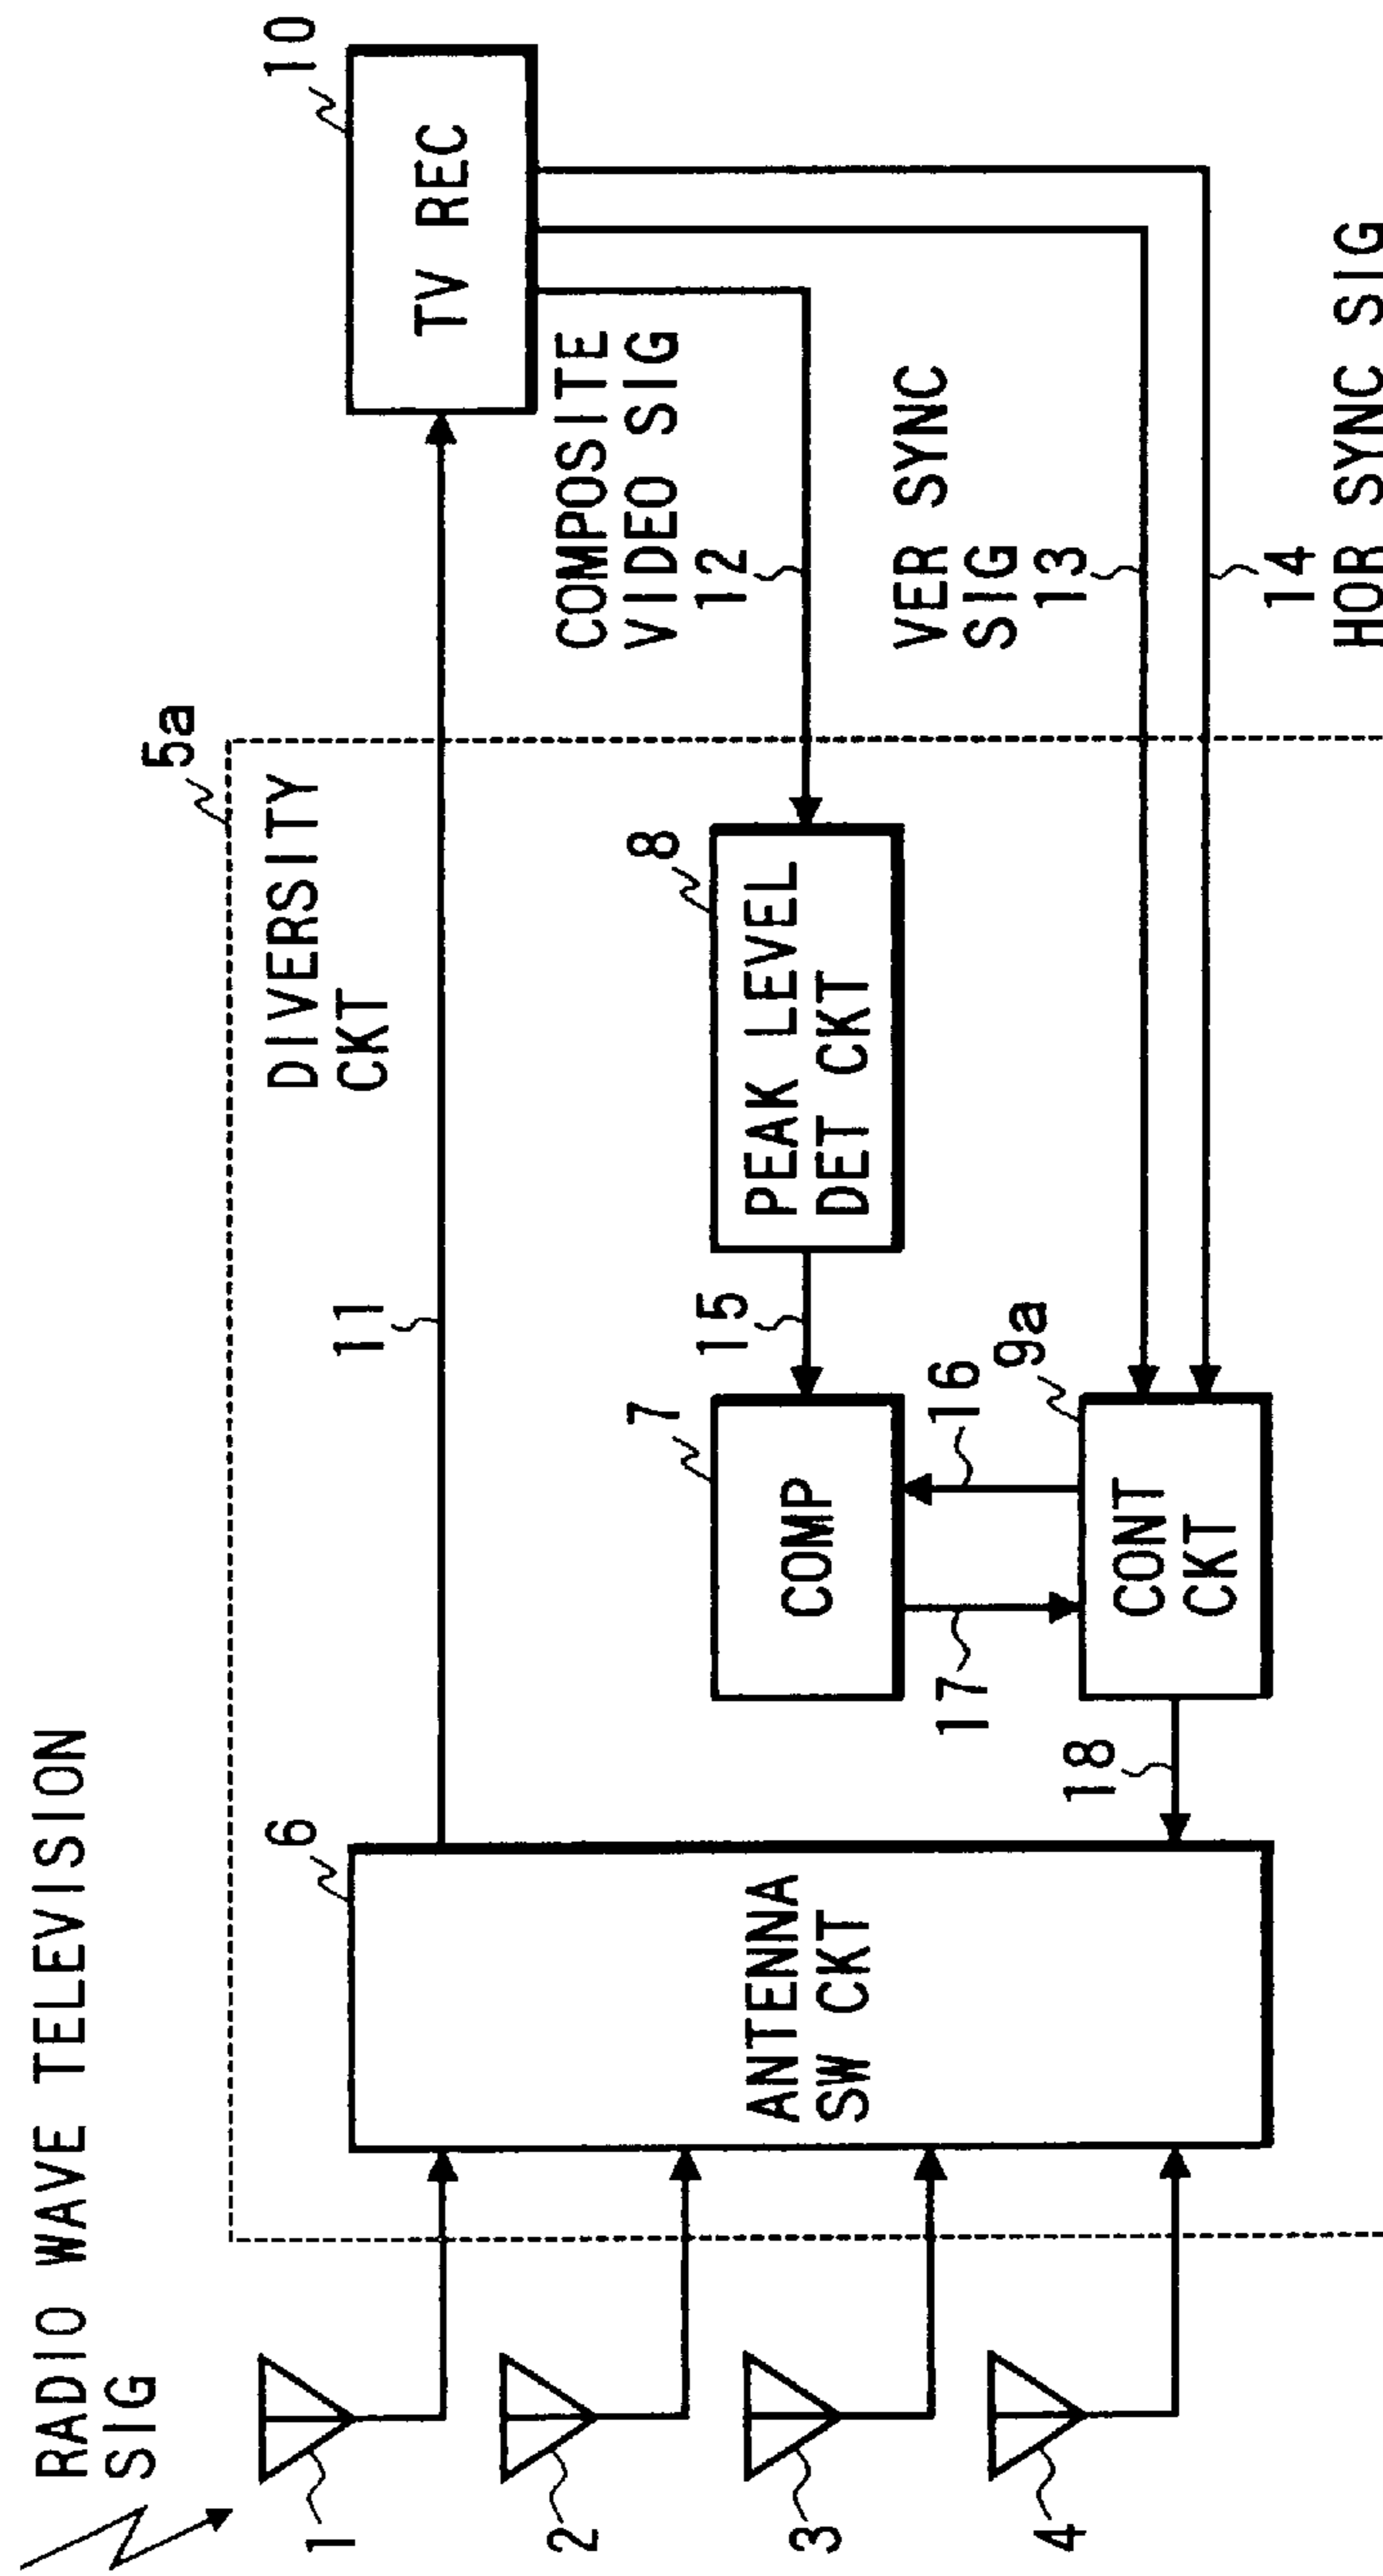 RADIO WAVE TELEVISION
SIG
5a
DIVERSITY
CKT
1
2
3
4
6
ANTENNA
SW CKT
11
10
TV REC
COMPOSITE
VIDEO SIG
12
8
PEAK LEVEL
DET CKT
15
7
COMP
16
17
9a
CONT
CKT
18
VER SYNC
SIG
13
14
HOR SYNC SIG